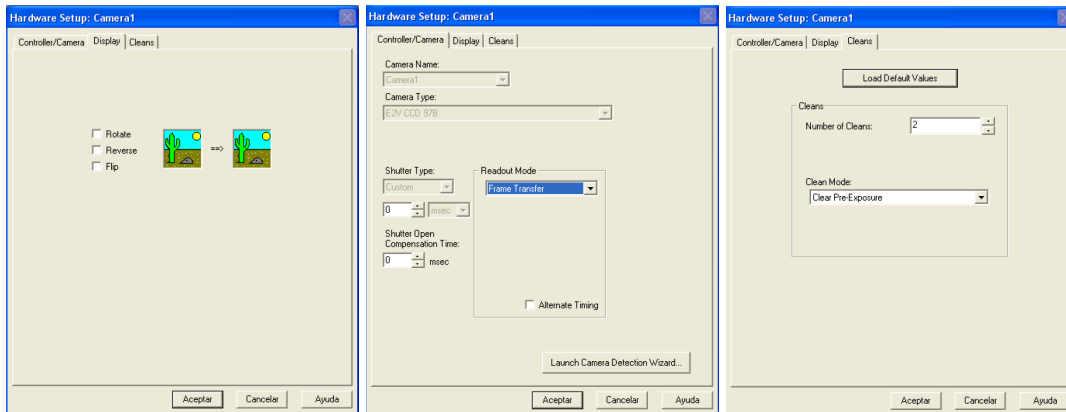 Hardware Setup: Camera1
Controller/Camera Display Cleans
Rotate
Reverse
Flip
==>
Aceptar Cancelar Ayuda
Hardware Setup: Camera1
Controller/Camera Display Cleans
Camera Name:
Camera1
Camera Type:
E2V CCD 97B
Shutter Type:
Custom
0 msec
Shutter Open
Compensation Time:
0 msec
Readout Mode
Frame Transfer
Alternate Timing
Launch Camera Detection Wizard...
Aceptar Cancelar Ayuda
Hardware Setup: Camera1
Controller/Camera Display Cleans
Load Default Values
Cleans
Number of Cleans: 2
Clean Mode:
Clear Pre-Exposure
Aceptar Cancelar Ayuda